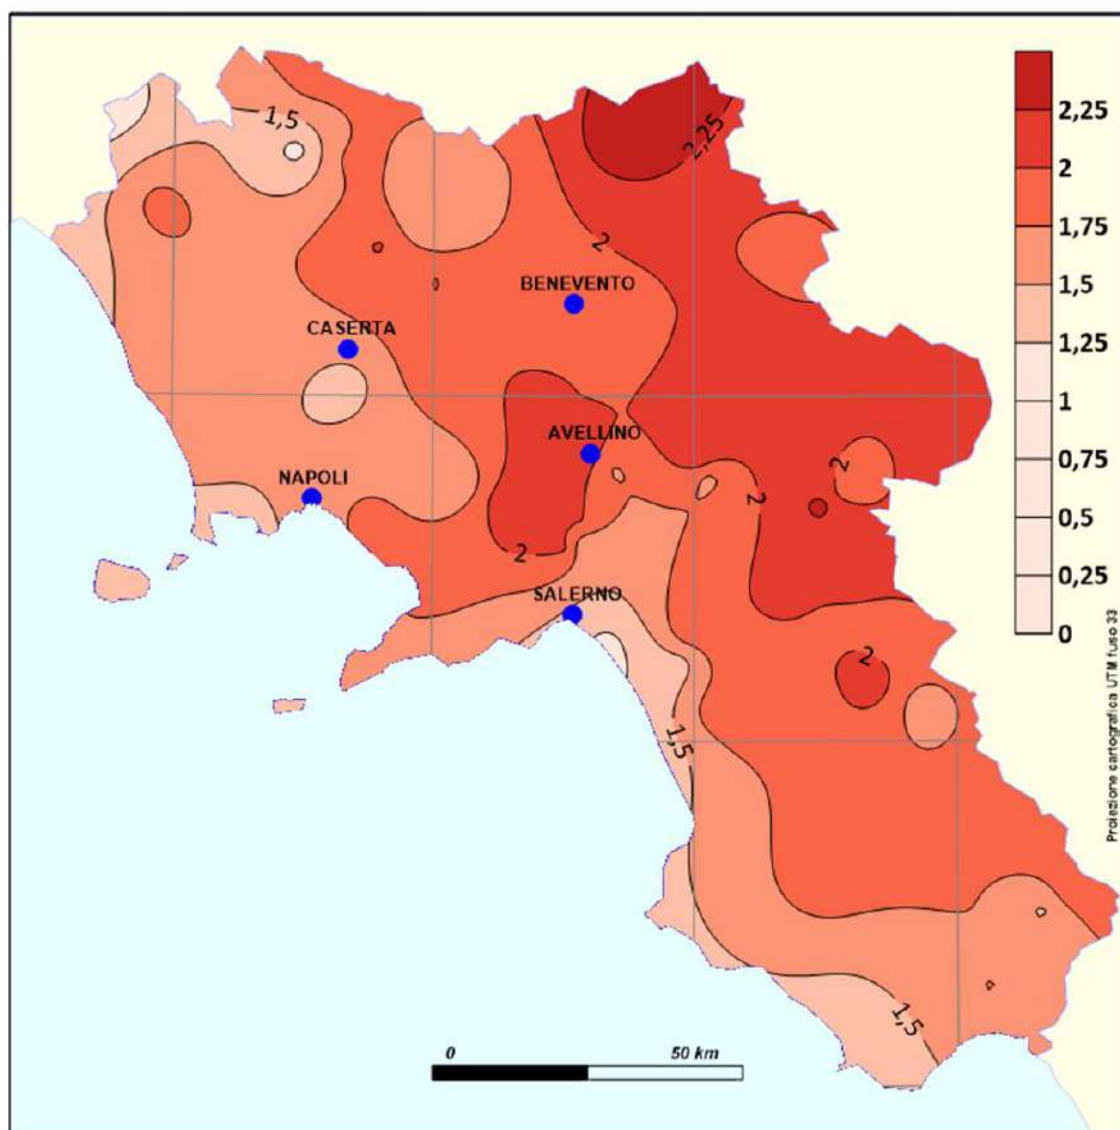 1,5
2,25
2
BENEVENTO
CASERTA
AVELLINO
NAPOLI
2
2
2
SALERNO
2
1,5
1,5
2,25
2
1,75
1,5
1,25
1
0,75
0,5
0,25
0
Proiezione cartografica UTM fuso 33
0 50 km